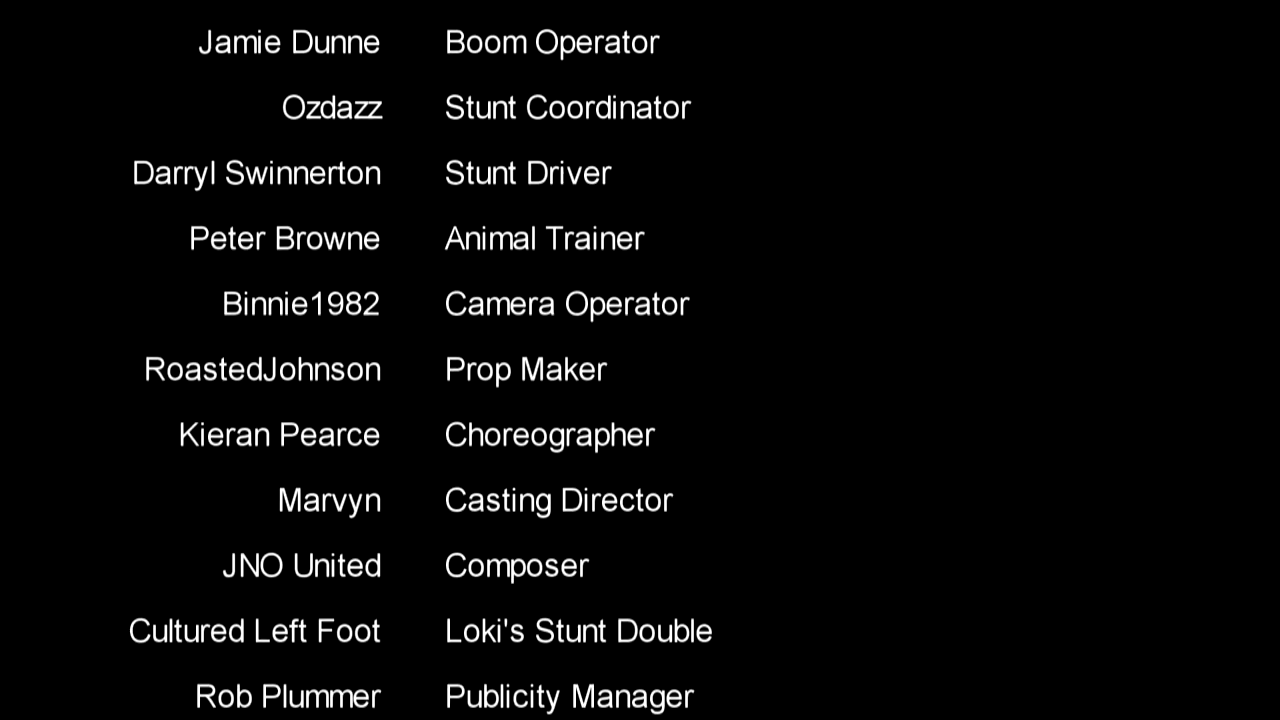 Jamie Dunne Boom Operator
Ozdazz Stunt Coordinator
Darryl Swinnerton Stunt Driver
Peter Browne Animal Trainer
Binnie1982 Camera Operator
RoastedJohnson Prop Maker
Kieran Pearce Choreographer
Marvyn Casting Director
JNO United Composer
Cultured Left Foot Loki's Stunt Double
Rob Plummer Publicity Manager